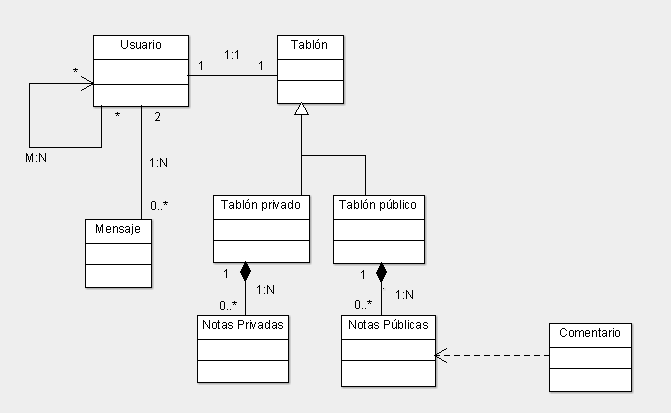 Usuario
Tablón
1:1
1
1
*
*
2
M:N
1:N
0..*
Mensaje
Tablón privado
Tablón público
1
1:N
0..*
1
1:N
0..*
Notas Privadas
Notas Públicas
Comentario